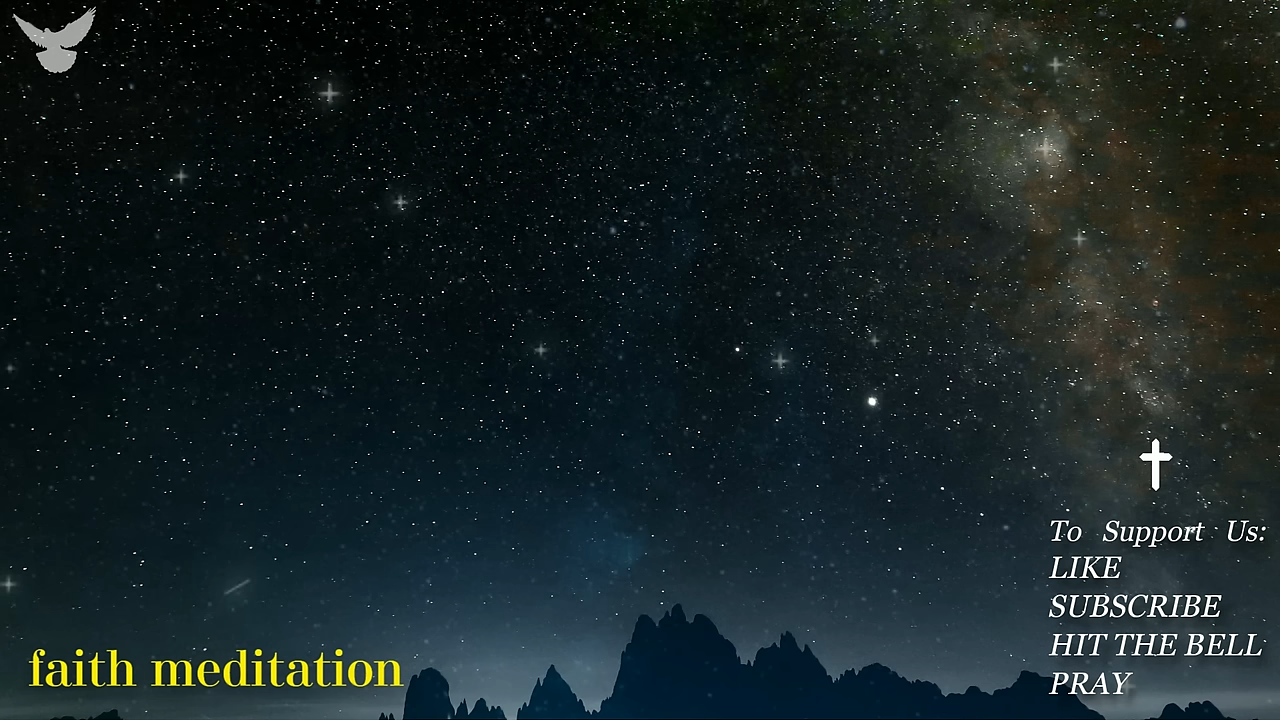 To Support Us:
LIKE
SUBSCRIBE
HIT THE BELL
PRAY
faith meditation